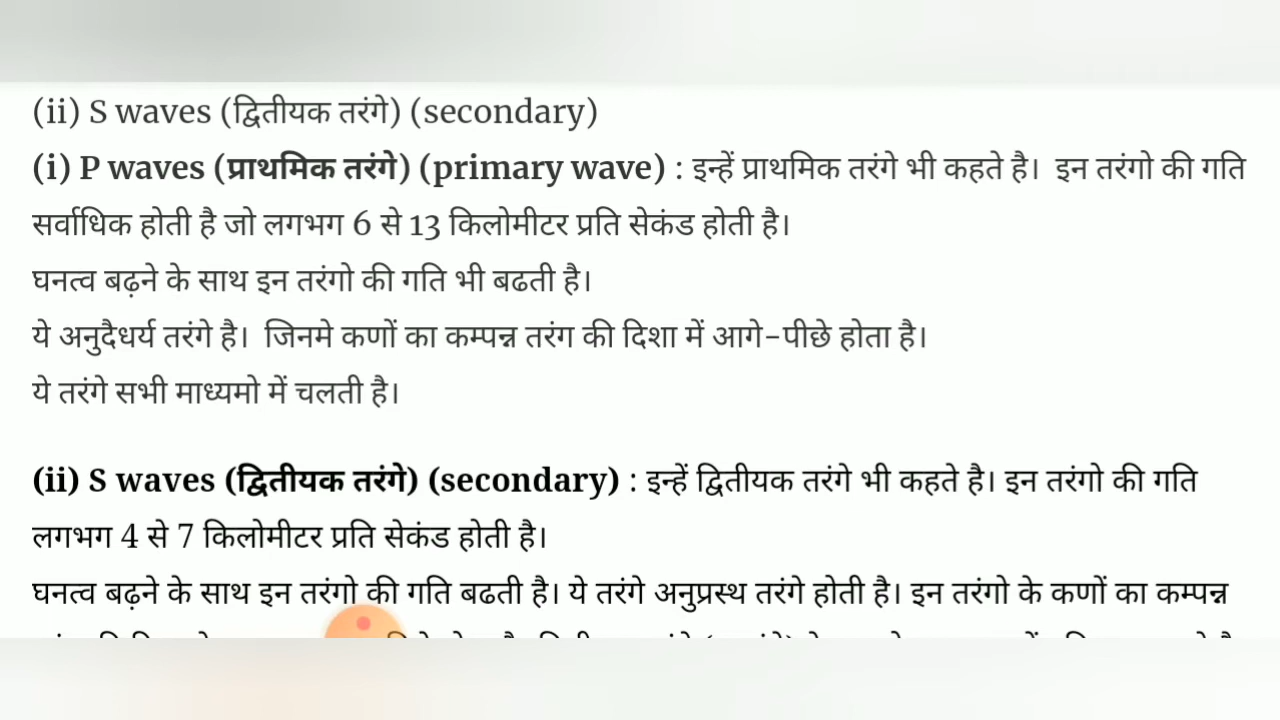 (ii) S waves (द्वितीयक तरंगे) (secondary)
(i) P waves (प्राथमिक तरंगे) (primary wave) : इन्हें प्राथमिक तरंगे भी कहते है। इन तरंगो की गति
सर्वाधिक होती है जो लगभग 6 से 13 किलोमीटर प्रति सेकंड होती है।
घनत्व बढ़ने के साथ इन तरंगो की गति भी बढती है।
ये अनुदैधर्य तरंगे है। जिनमे कणों का कम्पन्न तरंग की दिशा में आगे-पीछे होता है।
ये तरंगे सभी माध्यमो में चलती है।
(ii) S waves (द्वितीयक तरंगे) (secondary) : इन्हें द्वितीयक तरंगे भी कहते है। इन तरंगो की गति
लगभग 4 से 7 किलोमीटर प्रति सेकंड होती है।
घनत्व बढ़ने के साथ इन तरंगो की गति बढती है। ये तरंगे अनुप्रस्थ तरंगे होती है। इन तरंगो के कणों का कम्पन्न